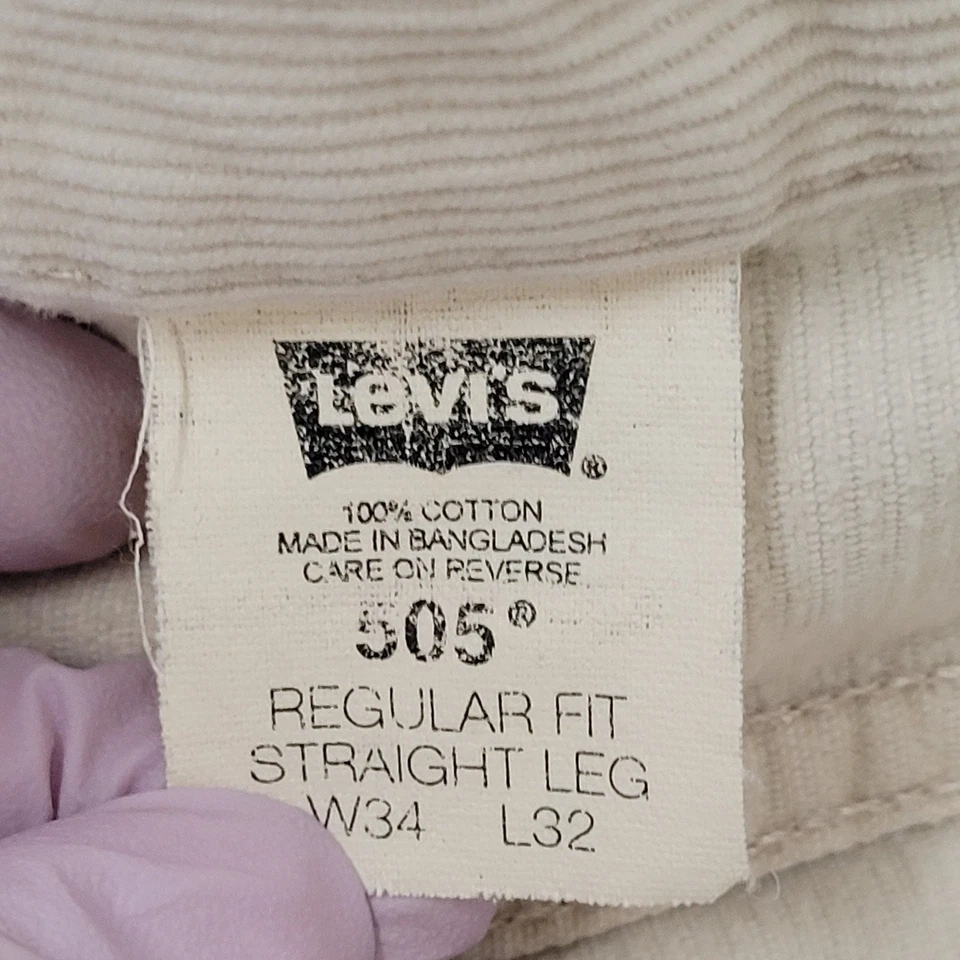 Levi's ®
100% COTTON
MADE IN BANGLADESH
CARE ON REVERSE
505®
REGULAR FIT
STRAIGHT LEG
W34 L32